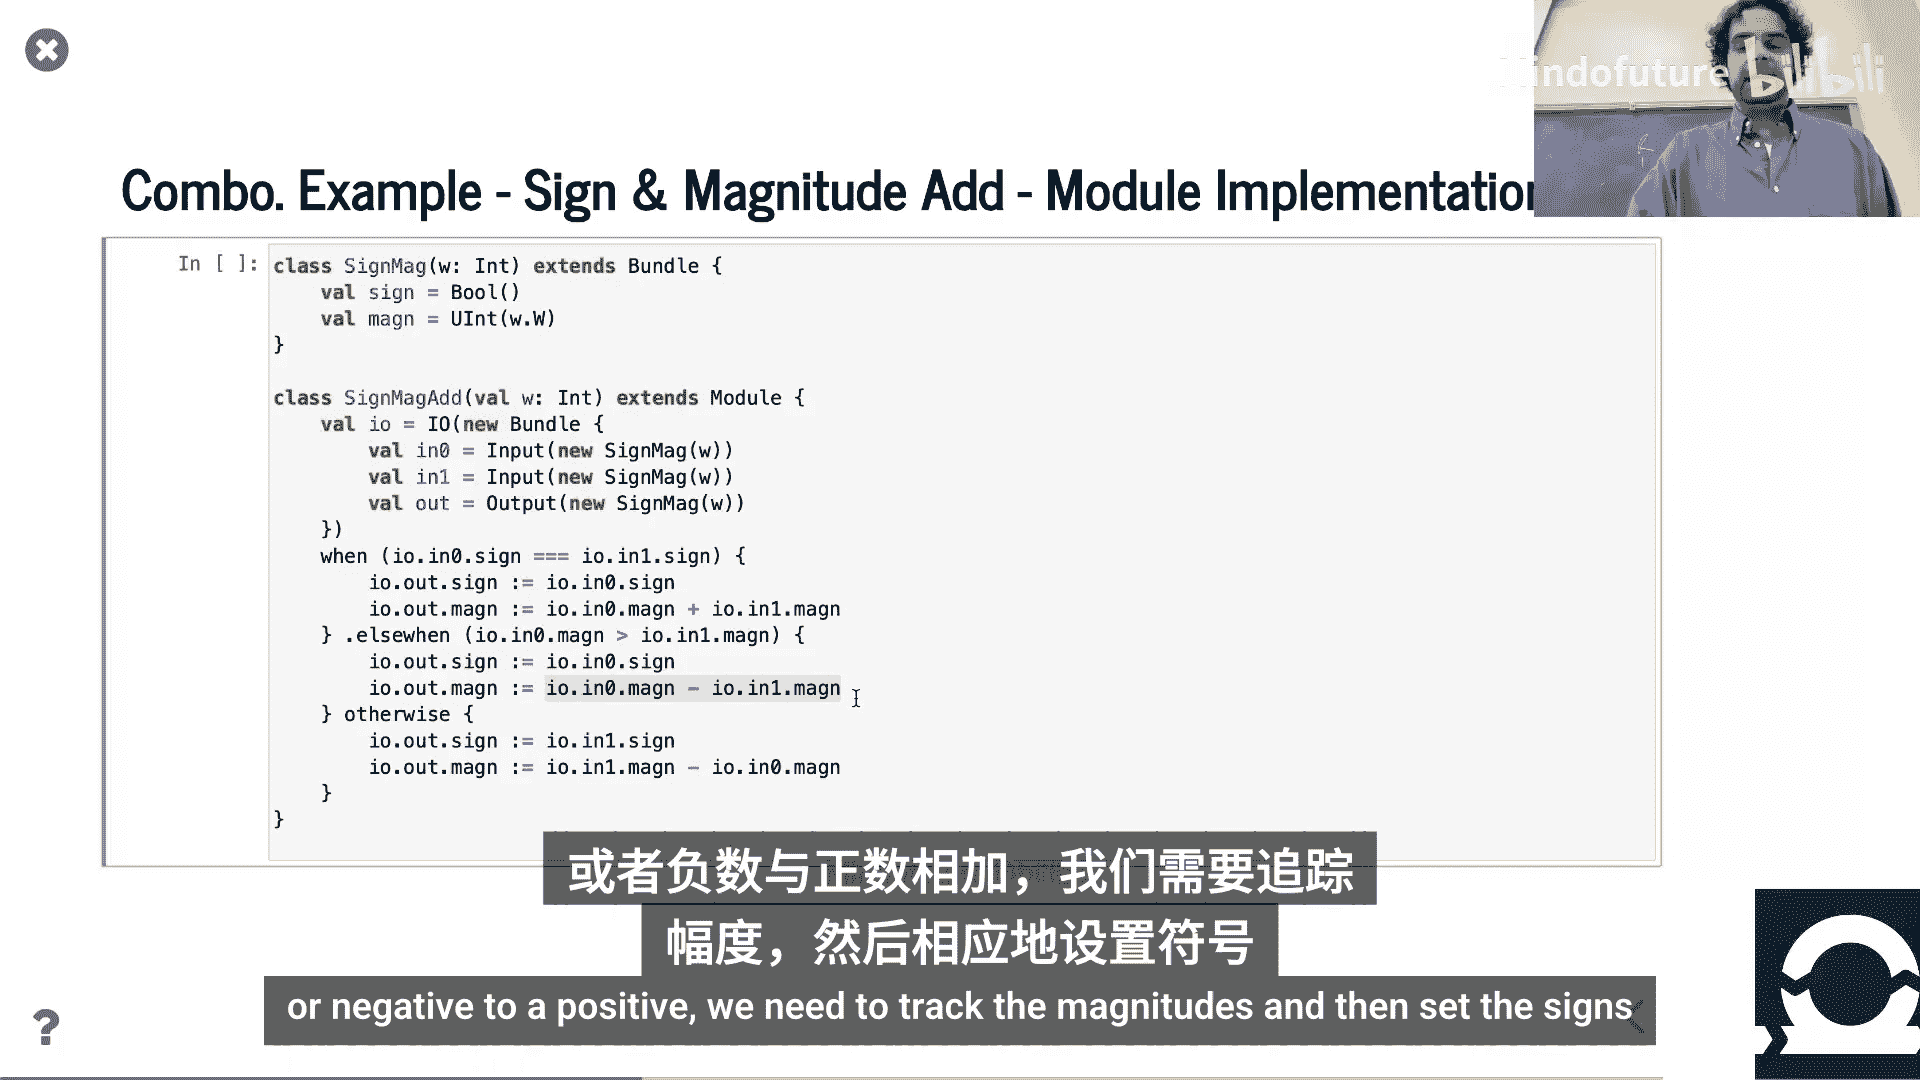 indofuture bilibili
Combo. Example - Sign & Magnitude Add - Module Implementation
In [ ]:
class SignMag(w: Int) extends Bundle {
    val sign = Bool()
    val magn = UInt(w.W)
}
class SignMagAdd(val w: Int) extends Module {
    val io = IO(new Bundle {
        val in0 = Input(new SignMag(w))
        val in1 = Input(new SignMag(w))
        val out = Output(new SignMag(w))
    })
    when (io.in0.sign === io.in1.sign) {
        io.out.sign := io.in0.sign
        io.out.magn := io.in0.magn + io.in1.magn
    } .elsewhen (io.in0.magn > io.in1.magn) {
        io.out.sign := io.in0.sign
        io.out.magn := io.in0.magn - io.in1.magn
    } otherwise {
        io.out.sign := io.in1.sign
        io.out.magn := io.in1.magn - io.in0.magn
    }
}
或者负数与正数相加，我们需要追踪
幅度，然后相应地设置符号
or negative to a positive, we need to track the magnitudes and then set the signs
?